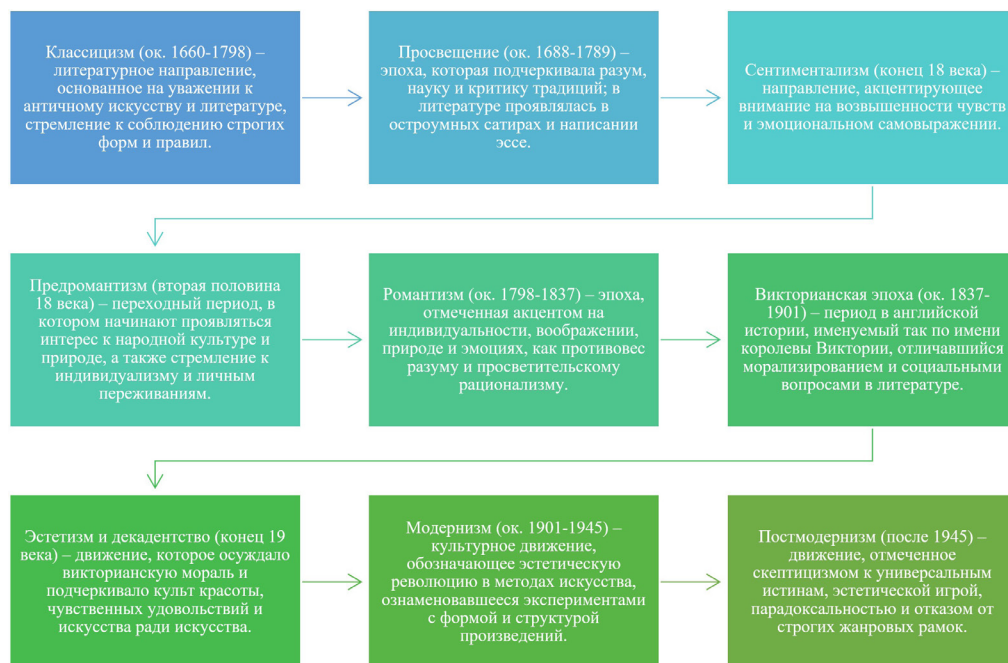 Классицизм (ок. 1660-1798) –
литературное направление,
основанное на уважении к
античному искусству и литературе,
стремление к соблюдению строгих
форм и правил.
Просвещение (ок. 1688-1789) –
эпоха, которая подчеркивала разум,
науку и критику традиций; в
литературе проявлялась в
остроумных сатирах и написании
эссе.
Сентиментализм (конец 18 века) –
направление, акцентирующее
внимание на возвышенности чувств
и эмоциональном самовыражении.
Предромантизм (вторая половина
18 века) – переходный период, в
котором начинают проявляться
интерес к народной культуре и
природе, а также стремление к
индивидуализму и личным
переживаниям.
Романтизм (ок. 1798-1837) – эпоха,
отмеченная акцентом на
индивидуальности, воображении,
природе и эмоциях, как противовес
разуму и просветительскому
рационализму.
Викторианская эпоха (ок. 1837-
1901) – период в английской
истории, именуемый так по имени
королевы Виктории, отличавшийся
морализированием и социальными
вопросами в литературе.
Эстетизм и декадентство (конец 19
века) – движение, которое осуждало
викторианскую мораль и
подчеркивало культ красоты,
чувственных удовольствий и
искусства ради искусства.
Модернизм (ок. 1901-1945) –
культурное движение,
обозначающее эстетическую
революцию в методах искусства,
ознаменовавшееся экспериментами
с формой и структурой
произведений.
Постмодернизм (после 1945) –
движение, отмеченное
скептицизмом к универсальным
истинам, эстетической игрой,
парадоксальностью и отказом от
строгих жанровых рамок.